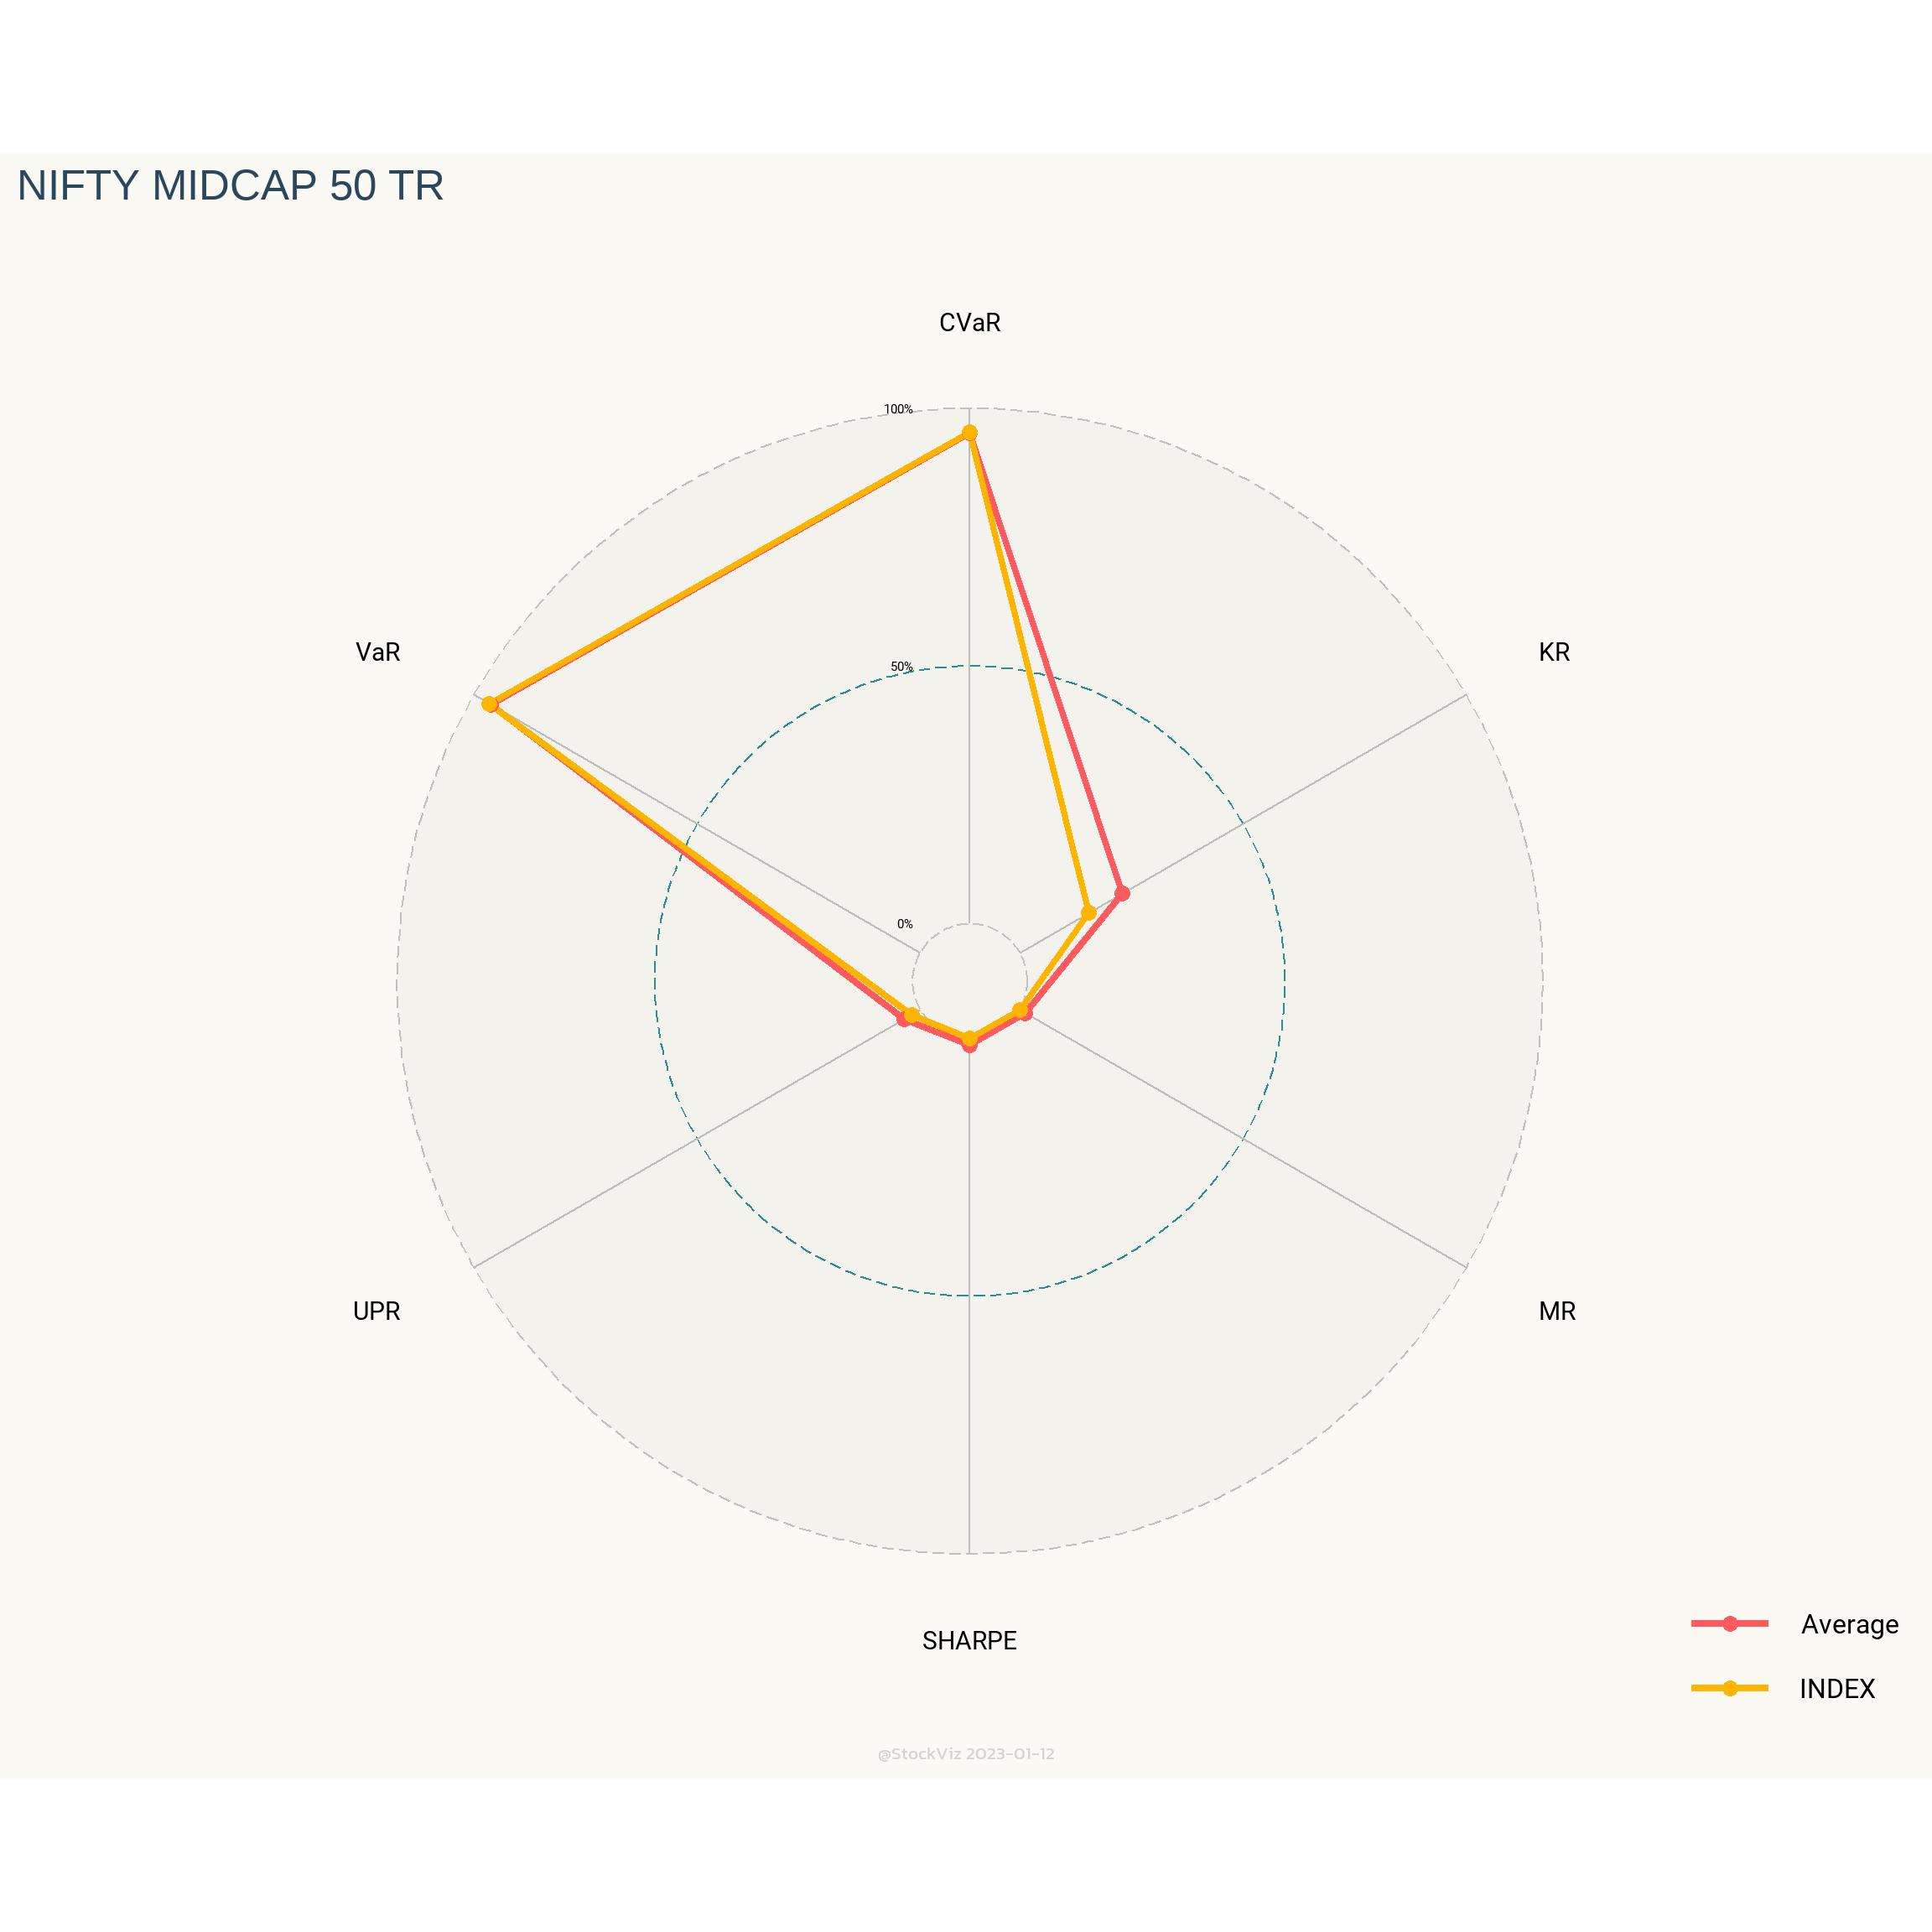 NIFTY MIDCAP 50 TR
CVaR
100%
VaR
KR
50%
0%
UPR
MR
SHARPE
Average
INDEX
@StockViz 2023-01-12